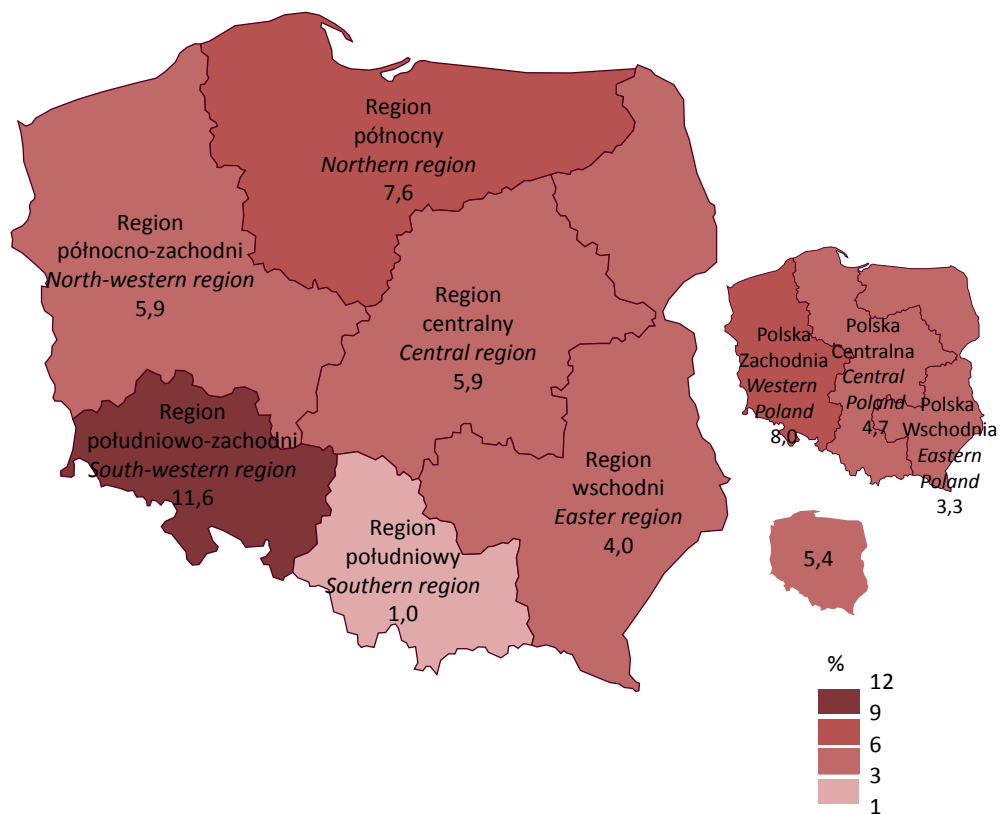 Region
północny
Northern region
7,6
Region
północno-zachodni
North-western region
5,9
Region
centralny
Central region
5,9
Region
południowo-zachodni
South-western region
11,6
Region
wschodni
Easter region
4,0
Region
południowy
Southern region
1,0
Polska
Zachodnia
Western
Poland
8,0
Polska
Centralna
Central
Poland
4,7
Polska
Wschodnia
Eastern
Poland
3,3
5,4
%
12
9
6
3
1